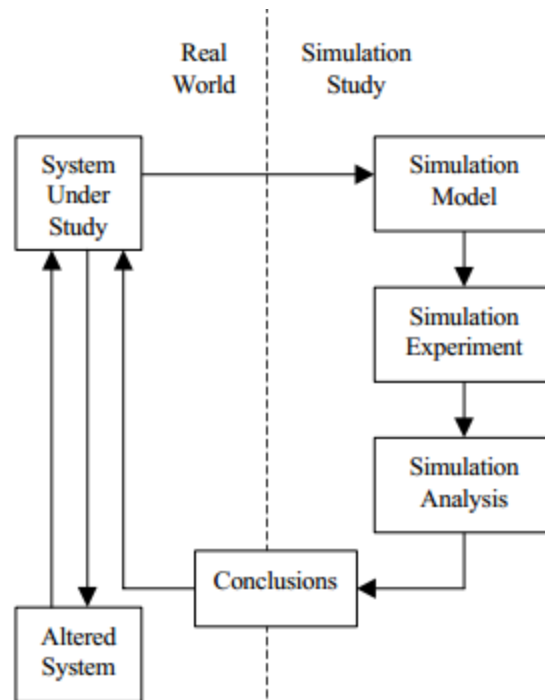 Real
World
Simulation
Study
System
Under
Study
Simulation
Model
Simulation
Experiment
Simulation
Analysis
Conclusions
Altered
System